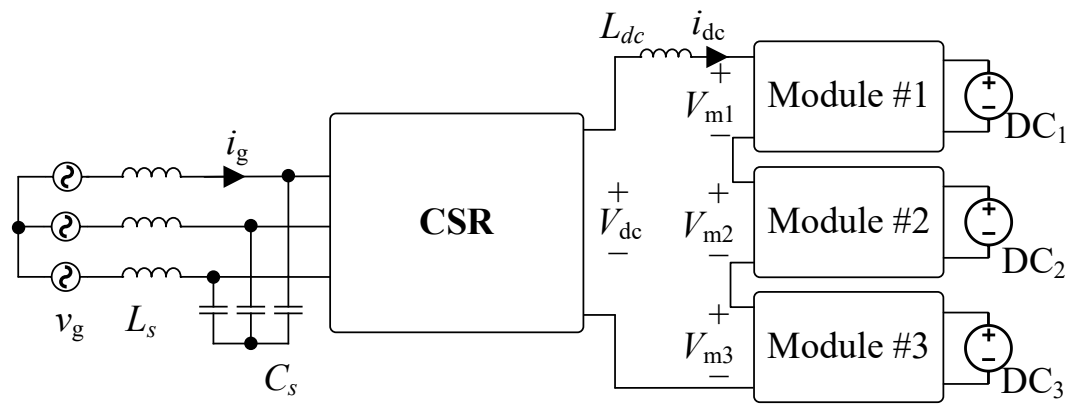 L_dc
i_dc
+
V_m1
−
Module #1
+
−
DC_1
i_g
CSR
+
V_dc
−
+
V_m2
−
Module #2
+
−
DC_2
v_g
L_s
C_s
+
V_m3
−
Module #3
+
−
DC_3